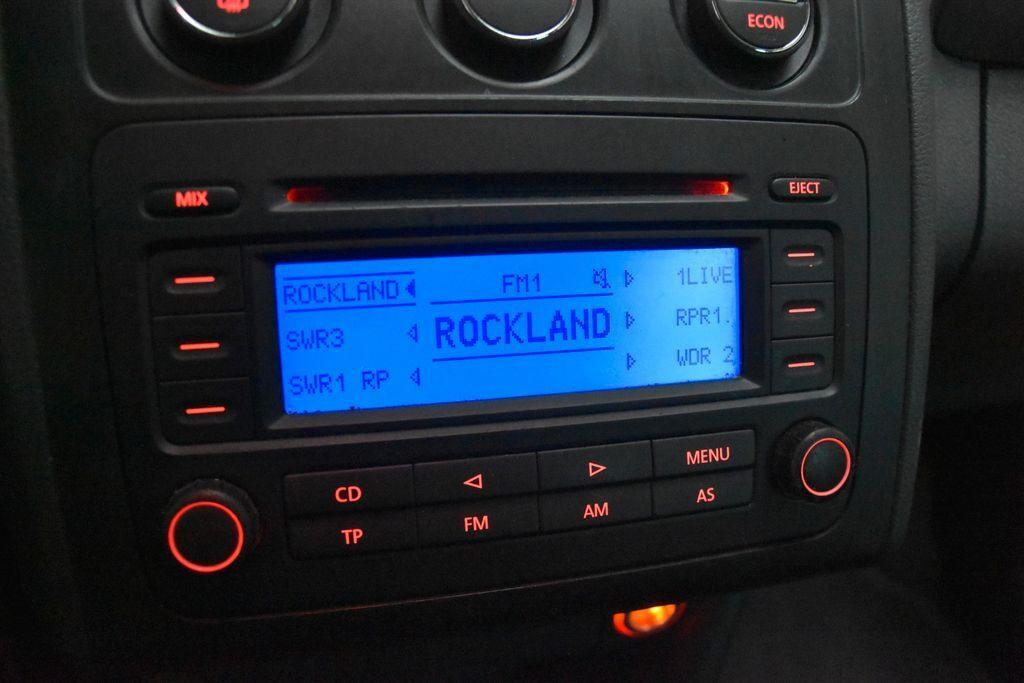 ECON
MIX
EJECT
ROCKLAND
FM1
1LIVE
SWR3
ROCKLAND
RPR1.
SWR1 RP
WDR 2
CD
MENU
TP
FM
AM
AS